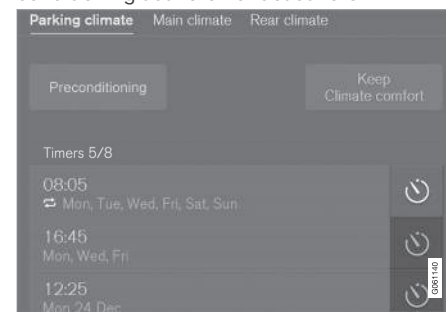 Parking climate Main climate Rear climate
Preconditioning
Keep
Climate comfort
Timers 5/8
08:05
Mon, Tue, Wed, Fri, Sat, Sun
16:45
Mon, Wed, Fri
12:25
Mon 24 Dec
G061140